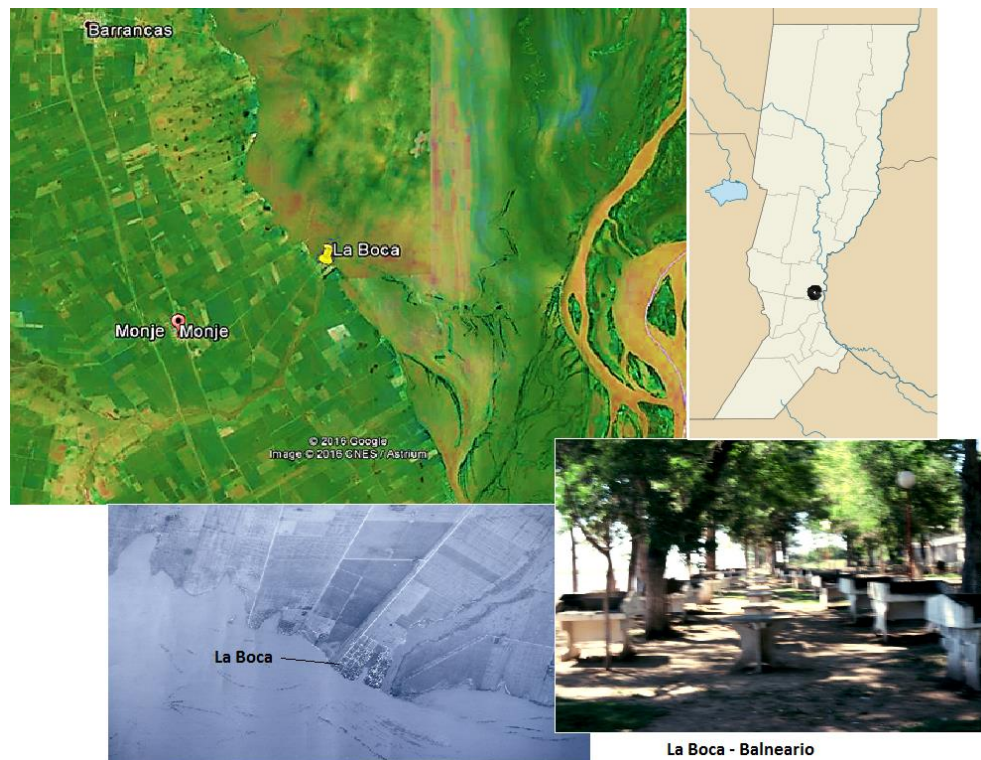 Barrancas
La Boca
Monje Monje
© 2016 Google
Image © 2016 CNES / Astrium
La Boca
La Boca - Balneario